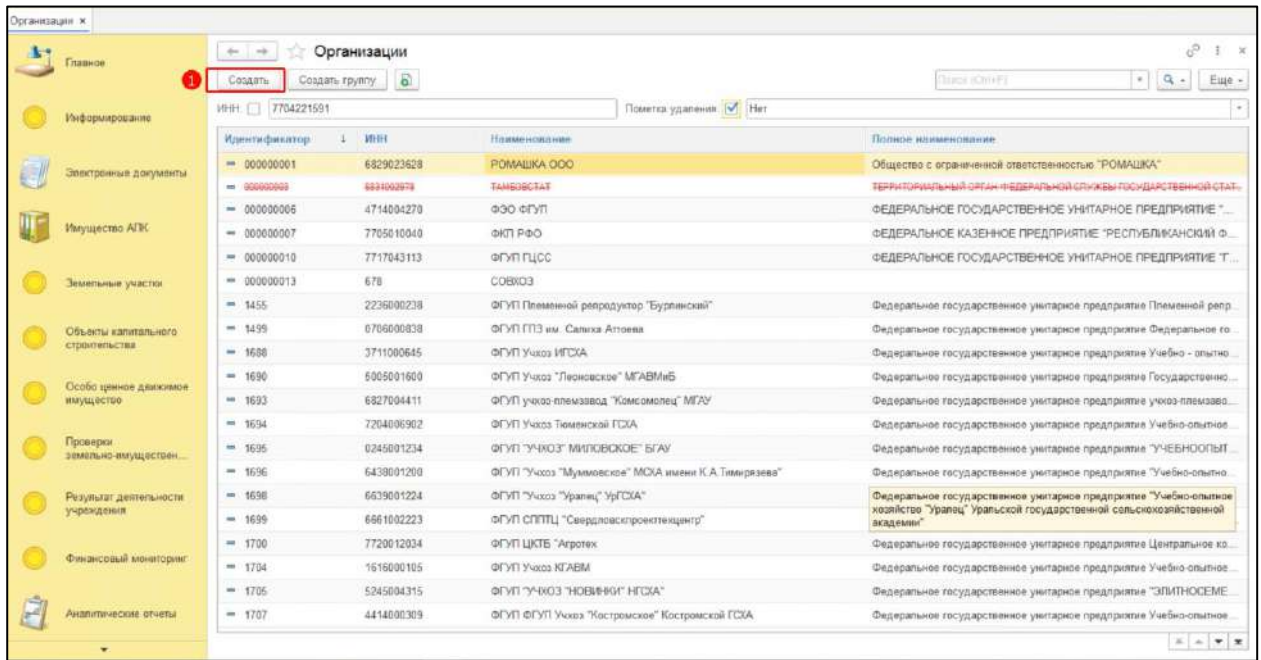 Организации ×
Главное
Информирование
Электронные документы
Имущество АПК
Земельные участки
Объекты капитального
строительства
Особо ценное движимое
имущество
Проверки
земельно-имуществен...
Результат деятельности
учреждения
Финансовый мониторинг
Аналитические отчеты
Организации
1 Создать Создать группу Поиск (Ctrl+F) Еще
ИНН: 7704221591 Пометка удаления: Нет
Идентификатор ↓ ИНН Наименование Полное наименование
000000001 6829023628 РОМАШКА ООО Общество с ограниченной ответственностью "РОМАШКА"
ТАМБОВСТАТ ТЕРРИТОРИАЛЬНЫЙ ОРГАН ФЕДЕРАЛЬНОЙ СЛУЖБЫ ГОСУДАРСТВЕННОЙ СТАТ...
000000006 4714004270 ФЭО ФГУП ФЕДЕРАЛЬНОЕ ГОСУДАРСТВЕННОЕ УНИТАРНОЕ ПРЕДПРИЯТИЕ "...
000000007 7705010040 ФКП РФО ФЕДЕРАЛЬНОЕ КАЗЕННОЕ ПРЕДПРИЯТИЕ "РЕСПУБЛИКАНСКИЙ Ф...
000000010 7717043113 ФГУП ГЦСС ФЕДЕРАЛЬНОЕ ГОСУДАРСТВЕННОЕ УНИТАРНОЕ ПРЕДПРИЯТИЕ "Г...
000000013 678 СОВХОЗ
1455 2236000238 ФГУП Племенной репродуктор "Бурлинский" Федеральное государственное унитарное предприятие Племенной репр...
1499 0706000838 ФГУП ГПЗ им. Салиха Аттоева Федеральное государственное унитарное предприятие Федеральное го...
1688 3711000645 ФГУП Учхоз ИГСХА Федеральное государственное унитарное предприятие Учебно - опытно...
1690 5005001600 ФГУП Учхоз "Леоновское" МГАВМиБ Федеральное государственное унитарное предприятие Государственно...
1693 6827004411 ФГУП учхоз-племзавод "Комсомолец" МГАУ Федеральное государственное унитарное предприятие учхоз-племзаво...
1694 7204006902 ФГУП Учхоз Тюменской ГСХА Федеральное государственное унитарное предприятие Учебно-опытное...
1695 0245001234 ФГУП "УЧХОЗ" МИЛОВСКОЕ" БГАУ Федеральное государственное унитарное предприятие "УЧЕБНООПЫТ...
1696 6438001200 ФГУП "Учхоз "Муммовское" МСХА имени К.А.Тимирязева" Федеральное государственное унитарное предприятие "Учебно-опытно...
1698 6639001224 ФГУП "Учхоз "Уралец" УрГСХА" Федеральное государственное унитарное предприятие "Учебно-опытное
хозяйство "Уралец" Уральской государственной сельскохозяйственной
академии"
1699 6661002223 ФГУП СППТЦ "Свердловскпроекттехцентр"
1700 7720012034 ФГУП ЦКТБ "Агротех Федеральное государственное унитарное предприятие Центральное ко...
1704 1616000105 ФГУП Учхоз КГАВМ Федеральное государственное унитарное предприятие Учебно-опытное...
1705 5245004315 ФГУП "УЧХОЗ "НОВИНКИ" НГСХА" Федеральное государственное унитарное предприятие "ЭЛИТНОСЕМЕ...
1707 4414000309 ФГУП ФГУП Учхоз "Костромское" Костромской ГСХА Федеральное государственное унитарное предприятие Учебно-опытное...